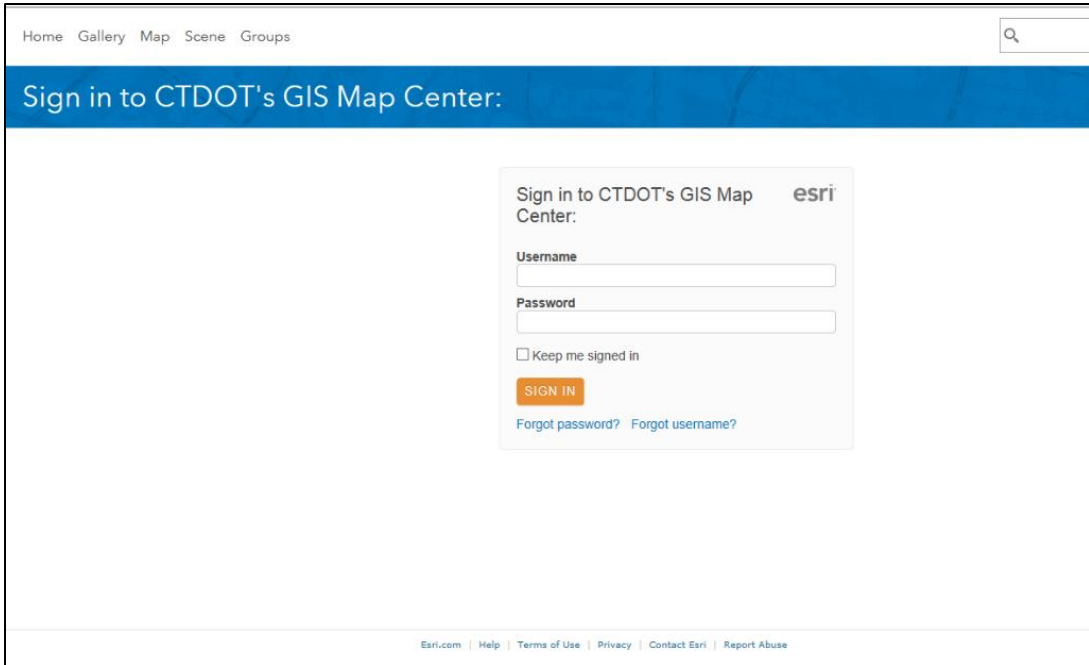 Home Gallery Map Scene Groups
Sign in to CTDOT's GIS Map Center:
Sign in to CTDOT's GIS Map
Center:
esri
Username
Password
Keep me signed in
SIGN IN
Forgot password? Forgot username?
Esri.com | Help | Terms of Use | Privacy | Contact Esri | Report Abuse